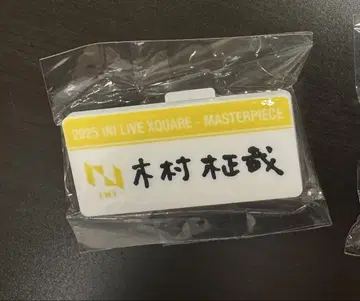 2025 INI LIVE XQUARE - MASTERPIECE
木村柾哉
INI